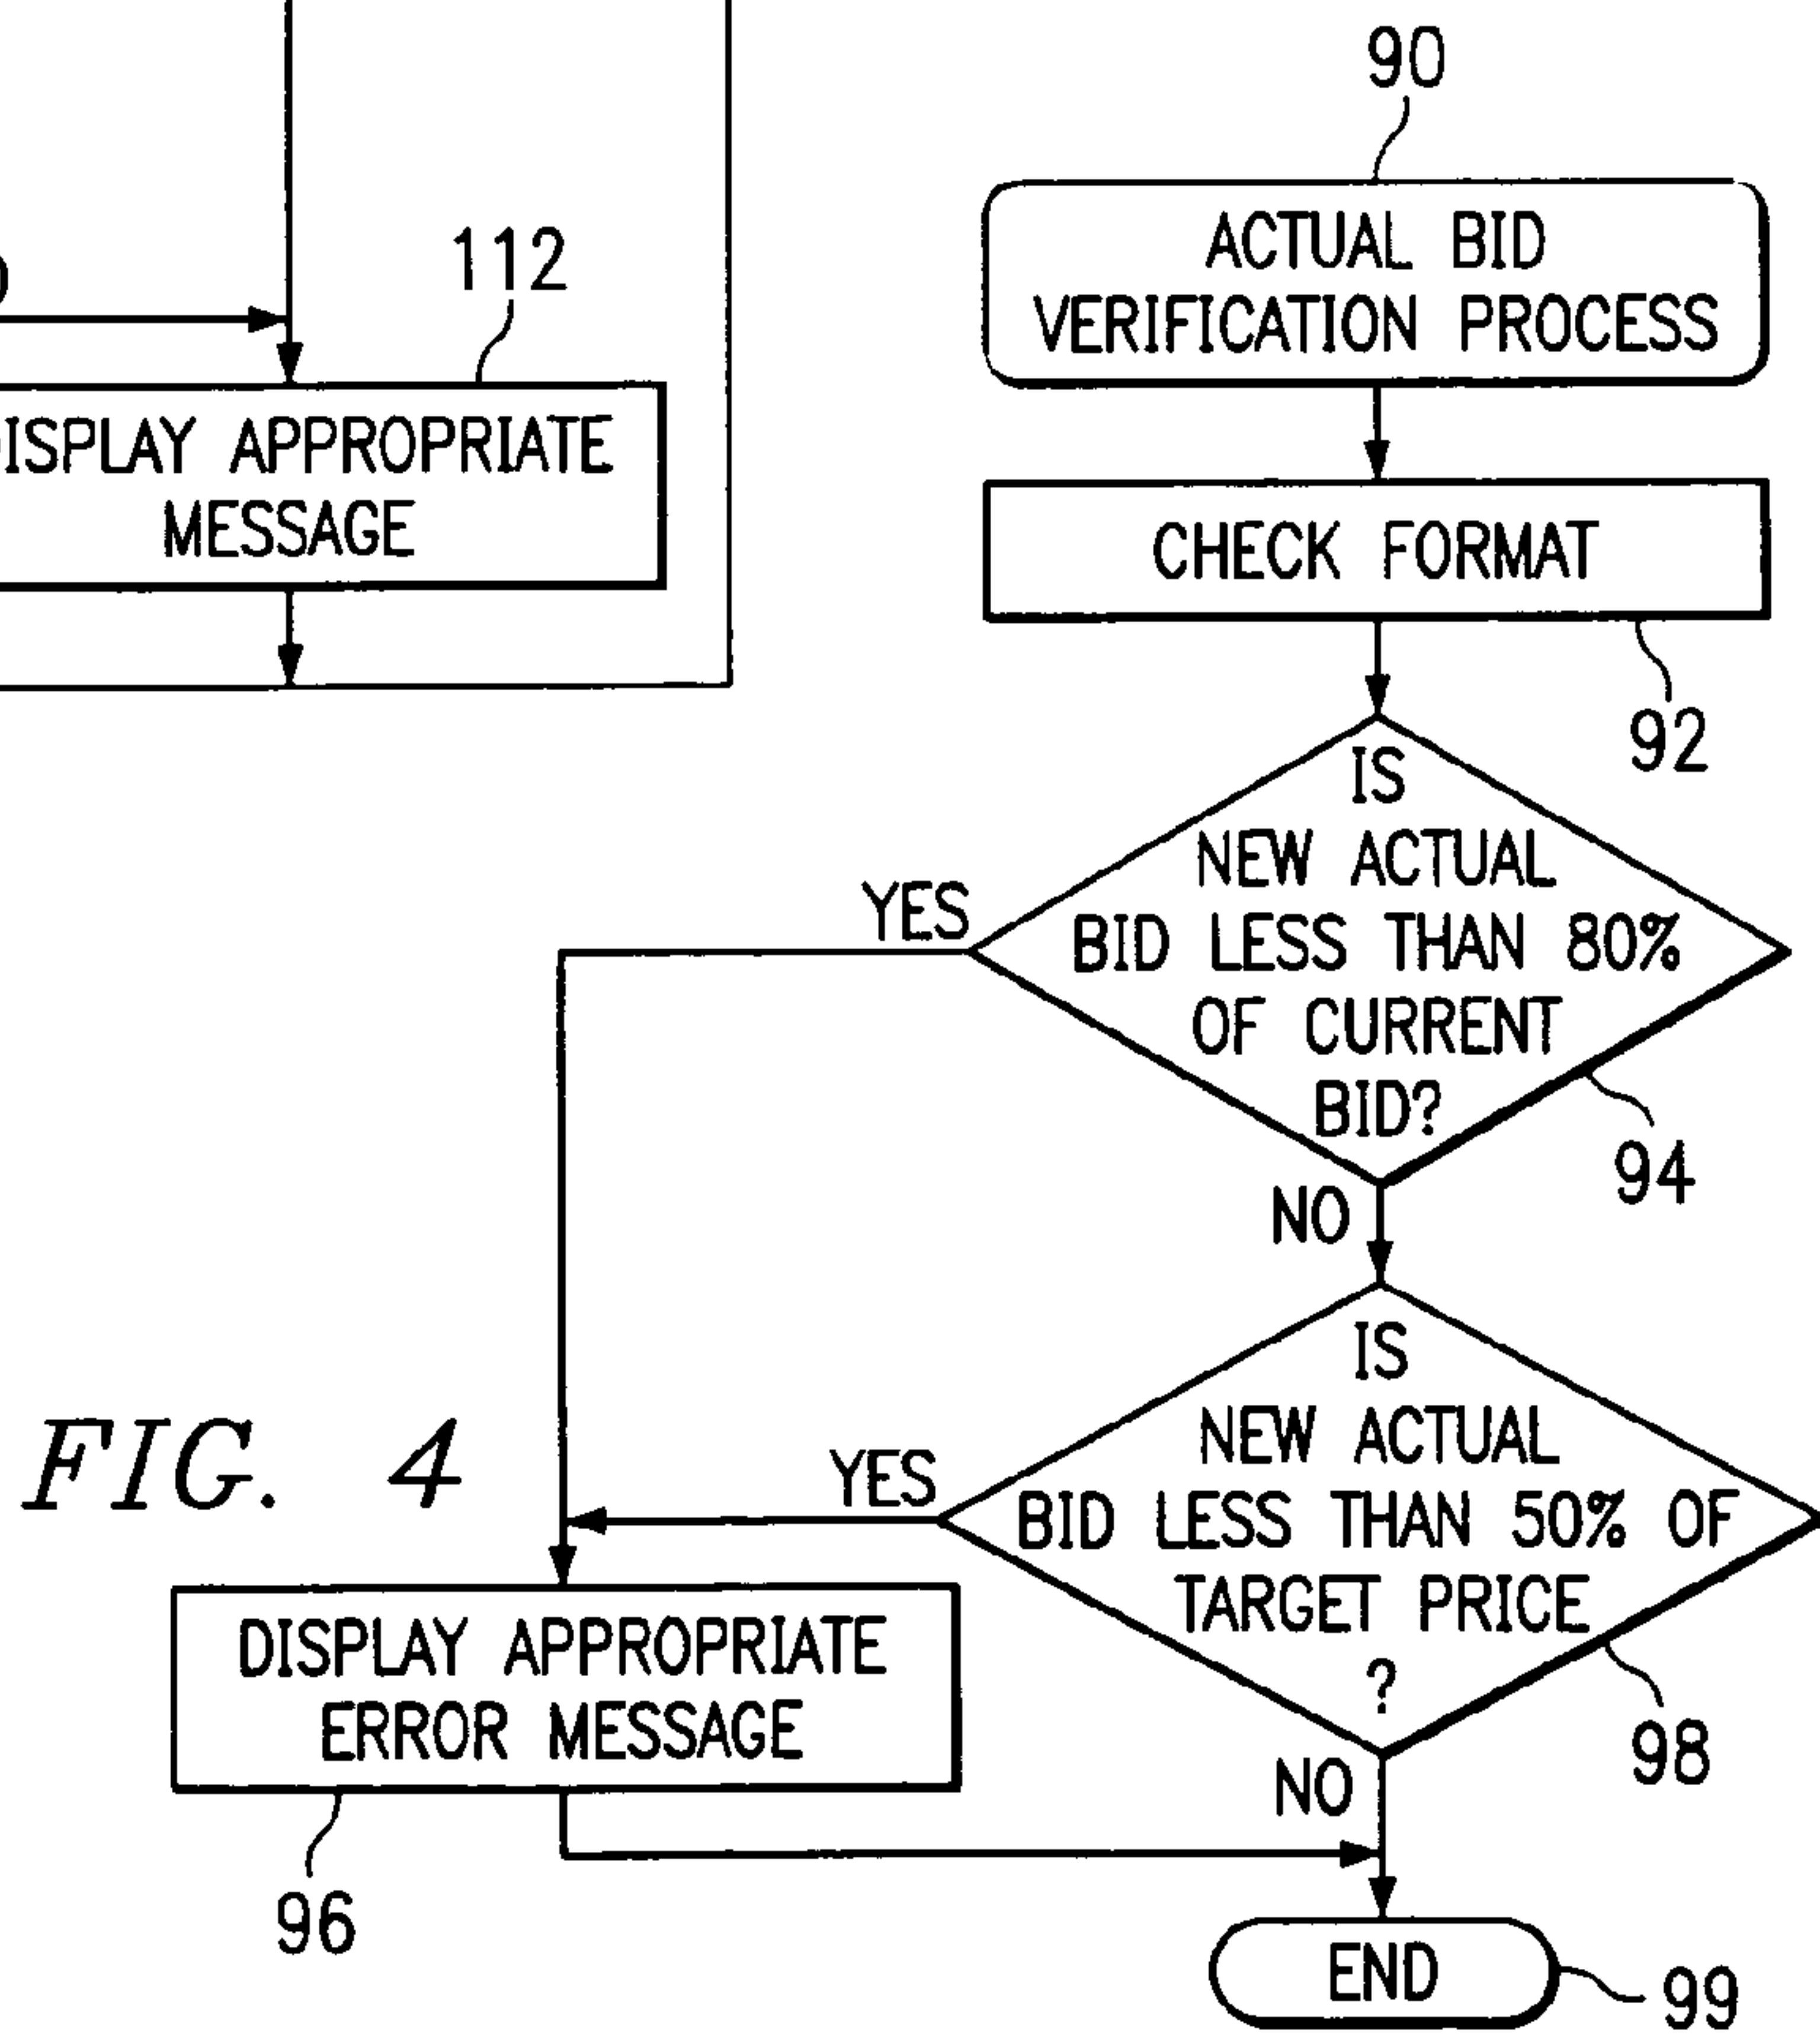 112
APPROPRIATE
MESSAGE
90
ACTUAL BID
VERIFICATION PROCESS
CHECK FORMAT
92
IS
NEW ACTUAL
BID LESS THAN 80%
OF CURRENT
BID?
94
YES
NO
IS
NEW ACTUAL
BID LESS THAN 50% OF
TARGET PRICE
?
98
YES
NO
DISPLAY APPROPRIATE
ERROR MESSAGE
96
END
99
FIG. 4